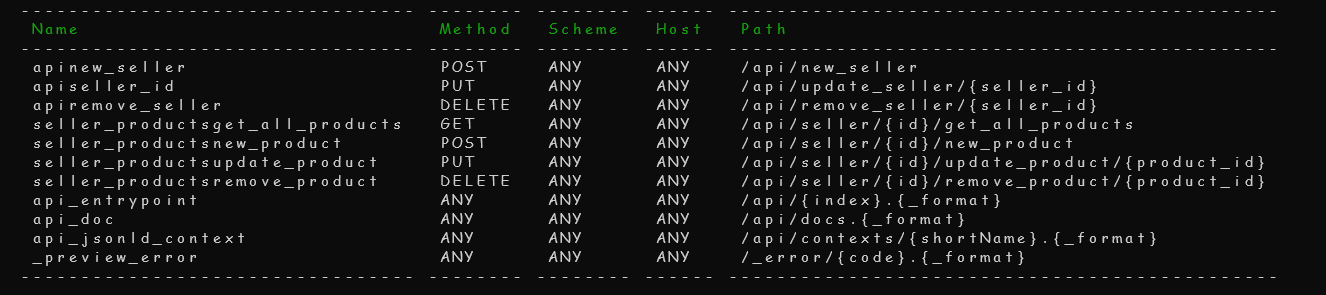 Name Method Scheme Host Path
apinew_seller POST ANY ANY /api/new_seller
apiseller_id PUT ANY ANY /api/update_seller/{seller_id}
apiremove_seller DELETE ANY ANY /api/remove_seller/{seller_id}
seller_productsget_all_products GET ANY ANY /api/seller/{id}/get_all_products
seller_productsnew_product POST ANY ANY /api/seller/{id}/new_product
seller_productsupdate_product PUT ANY ANY /api/seller/{id}/update_product/{product_id}
seller_productsremove_product DELETE ANY ANY /api/seller/{id}/remove_product/{product_id}
api_entrypoint ANY ANY ANY /api/{index}.{_format}
api_doc ANY ANY ANY /api/docs.{_format}
api_jsonld_context ANY ANY ANY /api/contexts/{shortName}.{_format}
_preview_error ANY ANY ANY /_error/{code}.{_format}